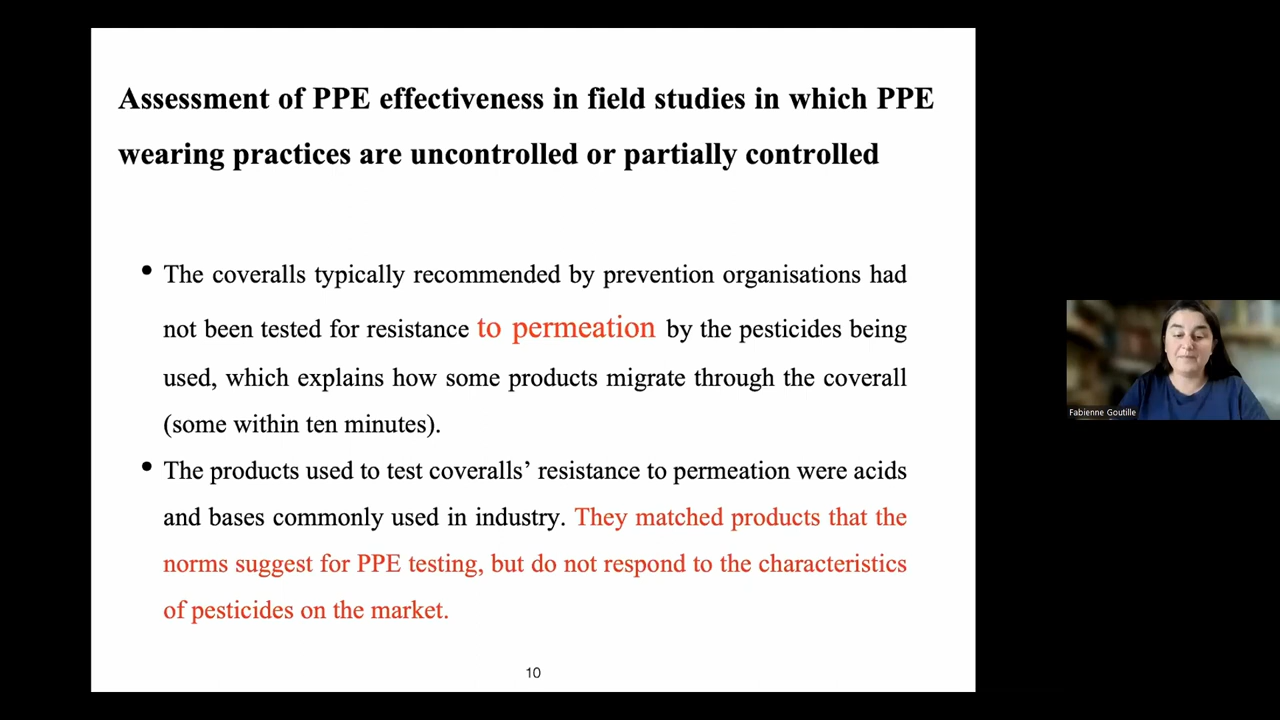 Assessment of PPE effectiveness in field studies in which PPE
wearing practices are uncontrolled or partially controlled
• The coveralls typically recommended by prevention organisations had
not been tested for resistance to permeation by the pesticides being
used, which explains how some products migrate through the coverall
(some within ten minutes).
• The products used to test coveralls’ resistance to permeation were acids
and bases commonly used in industry. They matched products that the
norms suggest for PPE testing, but do not respond to the characteristics
of pesticides on the market.
10
Fabienne Goutille